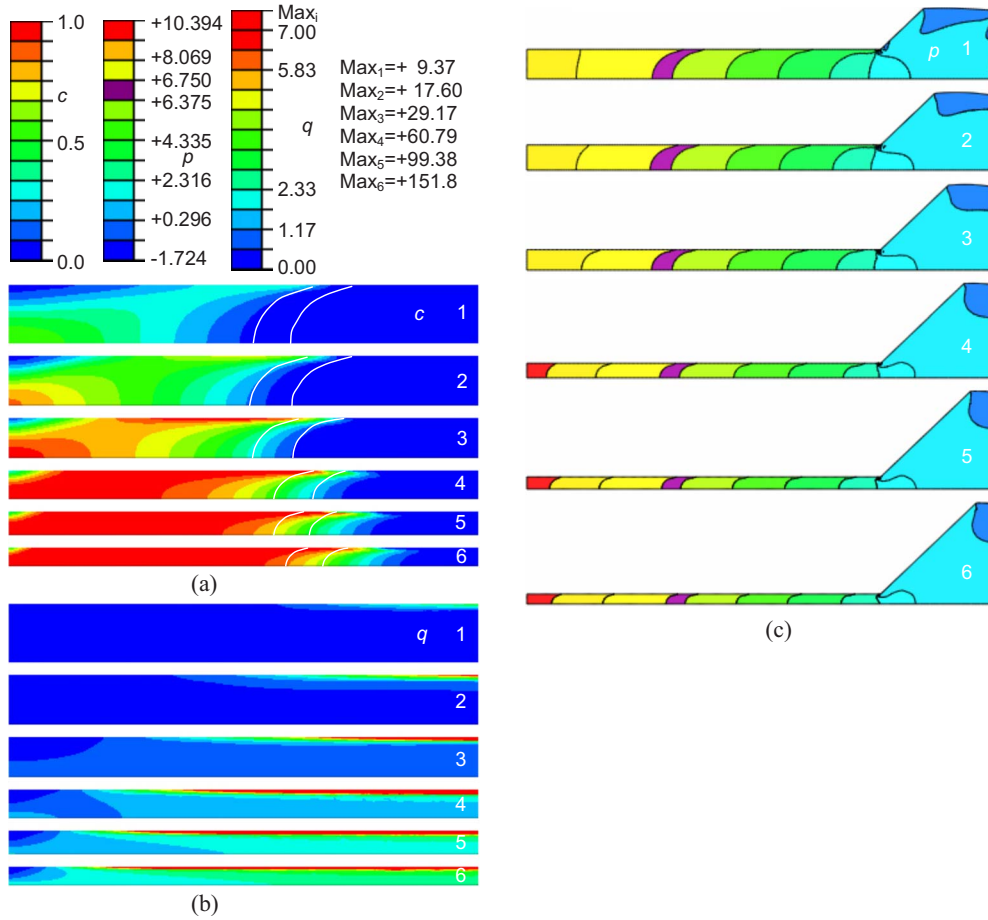 1.0
c
0.5
0.0
+10.394
+8.069
+6.750
+6.375
+4.335
p
+2.316
+0.296
-1.724
Maxi
7.00
5.83
q
2.33
1.17
0.00
Max1=+ 9.37
Max2=+ 17.60
Max3=+29.17
Max4=+60.79
Max5=+99.38
Max6=+151.8
c 1
2
3
4
5
6
(a)
q 1
2
3
4
5
6
(b)
p 1
2
3
4
5
6
(c)